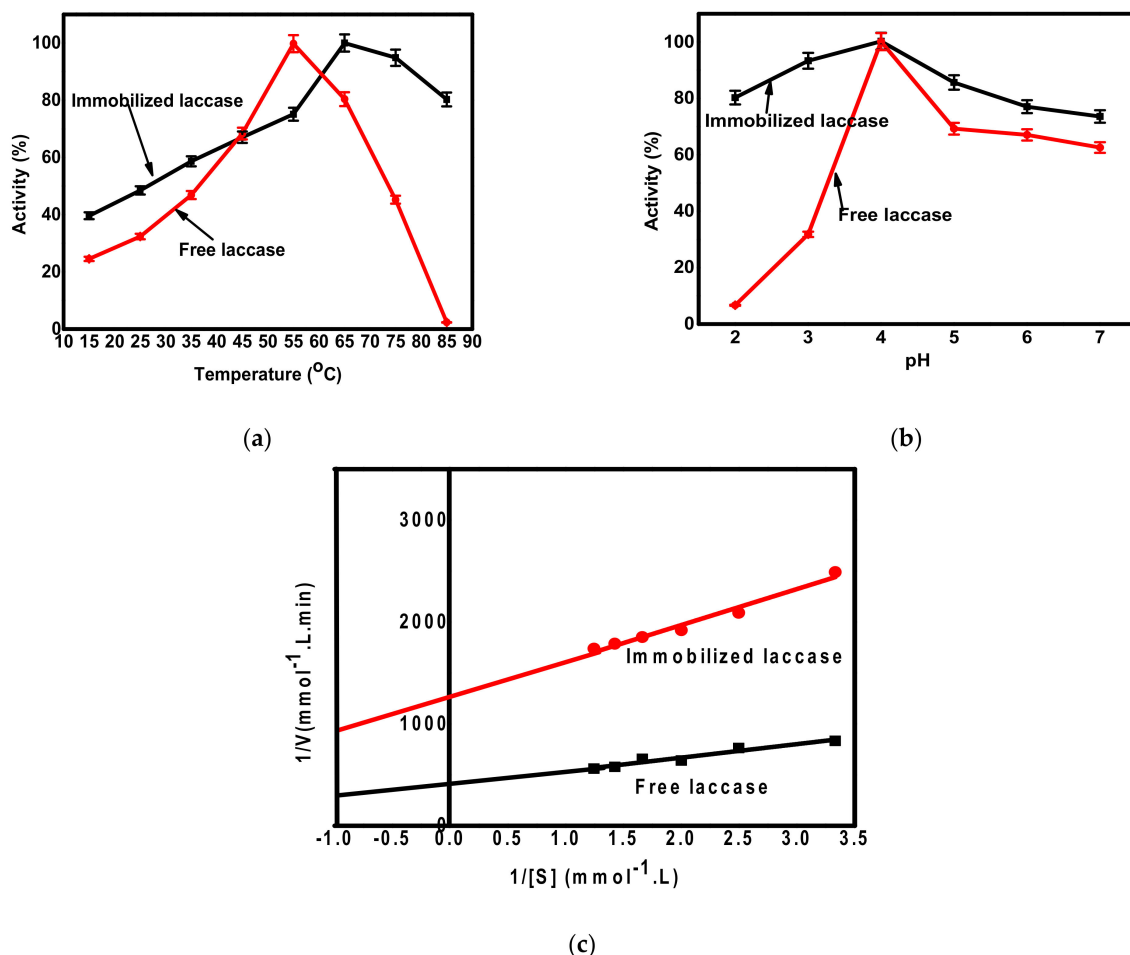 100
80
60
40
20
0
Activity (%)
Immobilized laccase
Free laccase
10 15 20 25 30 35 40 45 50 55 60 65 70 75 80 85 90
Temperature (°C)
(a)
100
80
60
40
20
0
Activity (%)
Immobilized laccase
Free laccase
2 3 4 5 6 7
pH
(b)
3000
2000
1000
0
1/V(mmol⁻¹.L.min)
Immobilized laccase
Free laccase
-1.0 -0.5 0.0 0.5 1.0 1.5 2.0 2.5 3.0 3.5
1/[S] (mmol⁻¹.L)
(c)